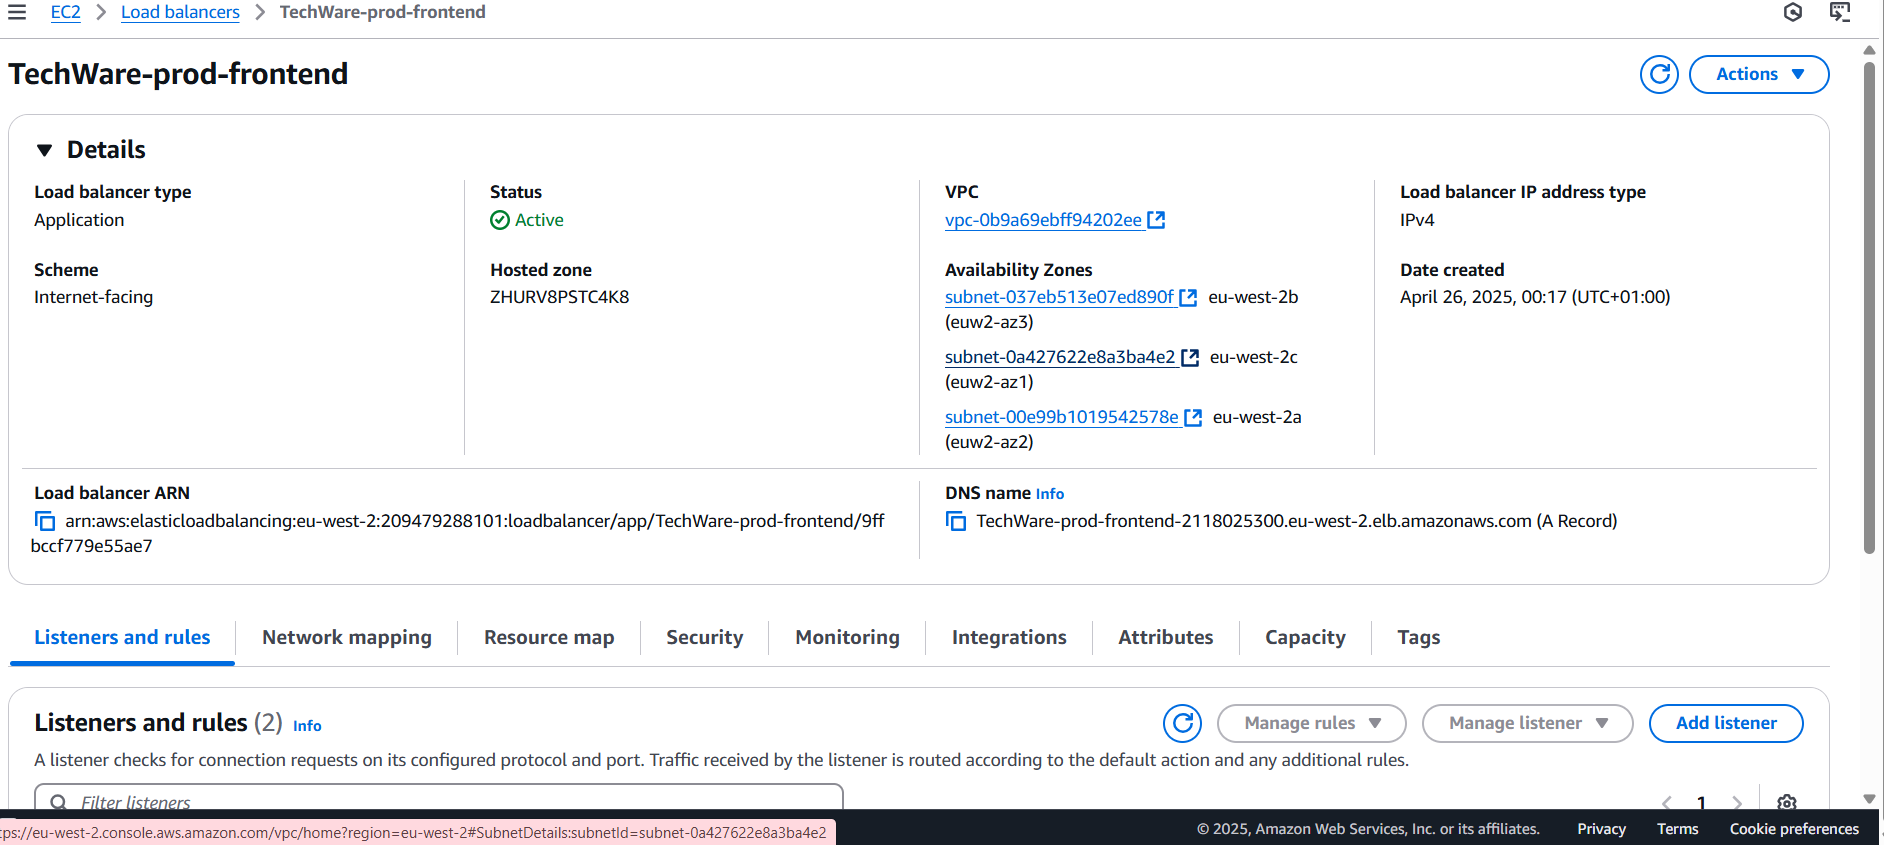 EC2 > Load balancers > TechWare-prod-frontend
TechWare-prod-frontend
Actions
Details
Load balancer type
Application
Status
Active
VPC
vpc-0b9a69ebff94202ee
Load balancer IP address type
IPv4
Scheme
Internet-facing
Hosted zone
ZHURV8PSTC4K8
Availability Zones
subnet-037eb513e07ed890f eu-west-2b
(euw2-az3)
subnet-0a427622e8a3ba4e2 eu-west-2c
(euw2-az1)
subnet-00e99b1019542578e eu-west-2a
(euw2-az2)
Date created
April 26, 2025, 00:17 (UTC+01:00)
Load balancer ARN
arn:aws:elasticloadbalancing:eu-west-2:209479288101:loadbalancer/app/TechWare-prod-frontend/9ff
bccf779e55ae7
DNS name Info
TechWare-prod-frontend-2118025300.eu-west-2.elb.amazonaws.com (A Record)
Listeners and rules
Network mapping
Resource map
Security
Monitoring
Integrations
Attributes
Capacity
Tags
Listeners and rules (2) Info
Manage rules
Manage listener
Add listener
A listener checks for connection requests on its configured protocol and port. Traffic received by the listener is routed according to the default action and any additional rules.
Filter listeners
1
tps://eu-west-2.console.aws.amazon.com/vpc/home?region=eu-west-2#SubnetDetails:subnetId=subnet-0a427622e8a3ba4e2
© 2025, Amazon Web Services, Inc. or its affiliates.
Privacy
Terms
Cookie preferences